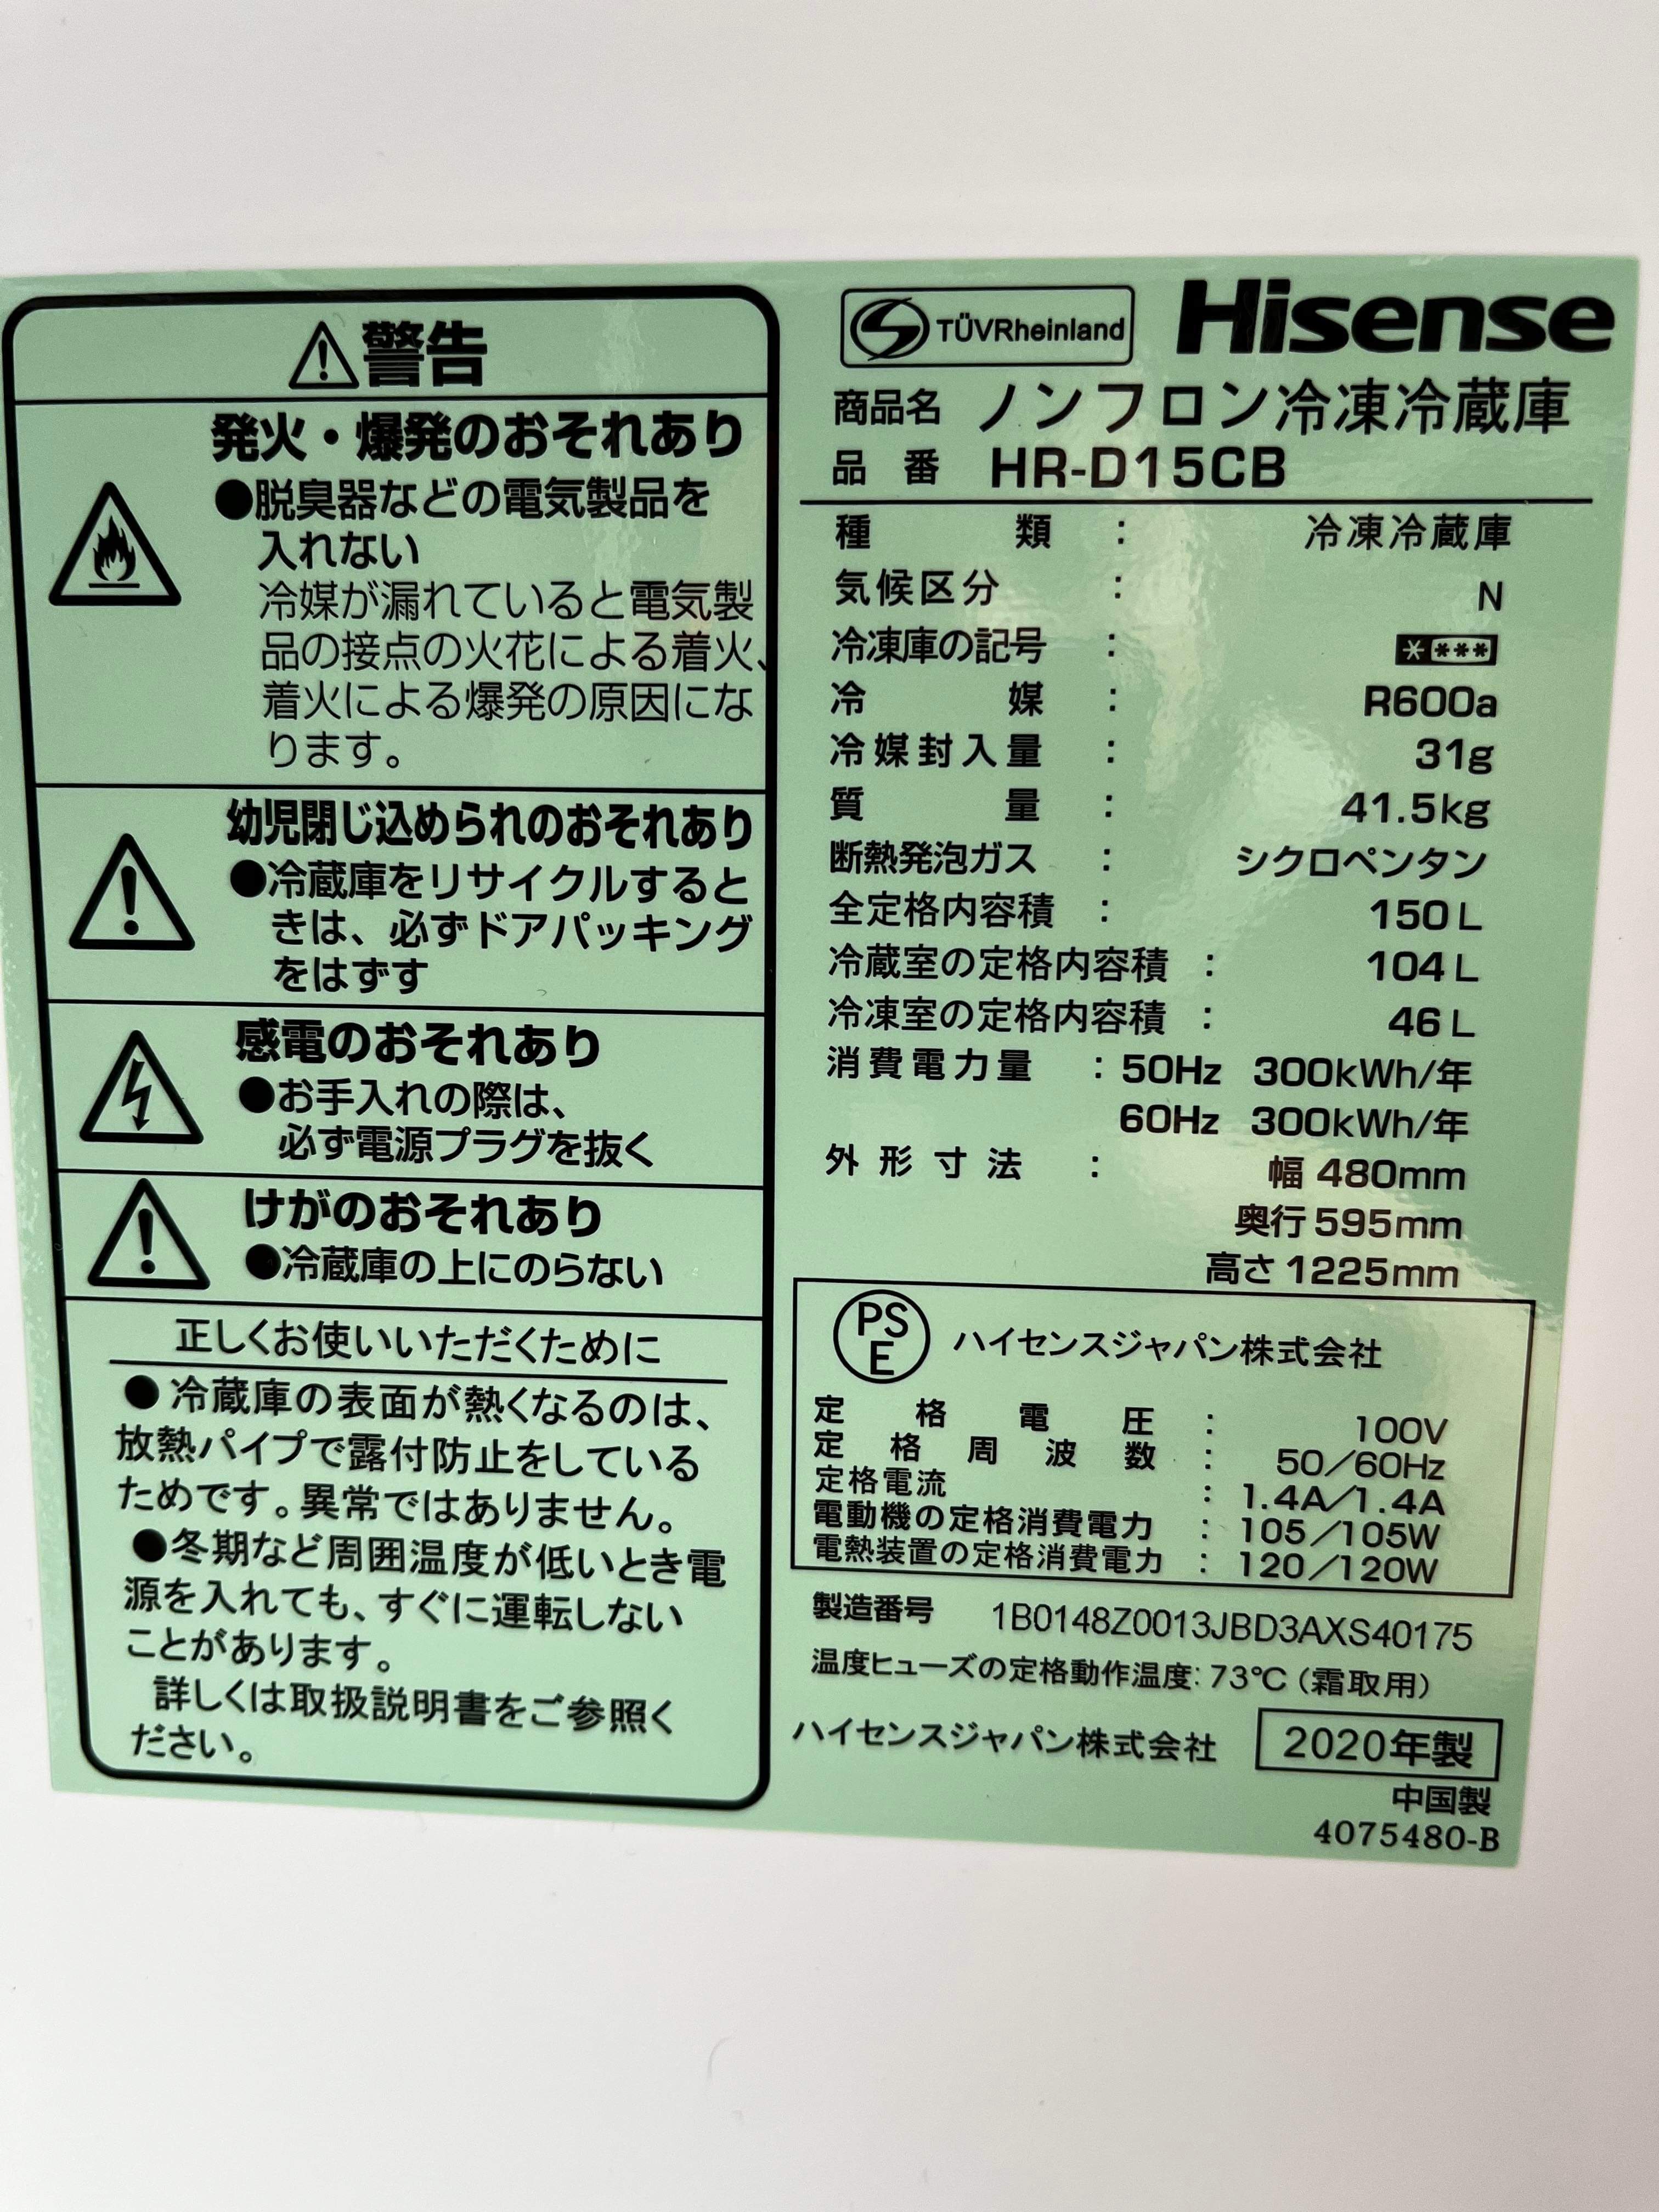 警告
発火・爆発のおそれあり
●脱臭器などの電気製品を
入れない
冷媒が漏れていると電気製
品の接点の火花による着火、
着火による爆発の原因にな
ります。
幼児閉じ込められのおそれあり
●冷蔵庫をリサイクルすると
きは、必ずドアパッキング
をはずす
感電のおそれあり
●お手入れの際は、
必ず電源プラグを抜く
けがのおそれあり
●冷蔵庫の上にのらない
正しくお使いいただくために
●冷蔵庫の表面が熱くなるのは、
放熱パイプで露付防止をしている
ためです。異常ではありません。
●冬期など周囲温度が低いとき電
源を入れても、すぐに運転しない
ことがあります。
詳しくは取扱説明書をご参照く
ださい。
TÜVRheinland Hisense
商品名 ノンフロン冷凍冷蔵庫
品番 HR-D15CB
種類 : 冷凍冷蔵庫
気候区分 : N
冷凍庫の記号 : * ***
冷媒 : R600a
冷媒封入量 : 31g
質量 : 41.5kg
断熱発泡ガス : シクロペンタン
全定格内容積 : 150L
冷蔵室の定格内容積 : 104L
冷凍室の定格内容積 : 46L
消費電力量 : 50Hz 300kWh/年
60Hz 300kWh/年
外形寸法 : 幅 480mm
奥行 595mm
高さ 1225mm
PSE ハイセンスジャパン株式会社
定格電圧 : 100V
定格周波数 : 50/60Hz
定格電流 : 1.4A/1.4A
電動機の定格消費電力 : 105/105W
電熱装置の定格消費電力 : 120/120W
製造番号 1B0148Z0013JBD3AXS40175
温度ヒューズの定格動作温度:73℃(霜取用)
ハイセンスジャパン株式会社 2020年製
中国製
4075480-B